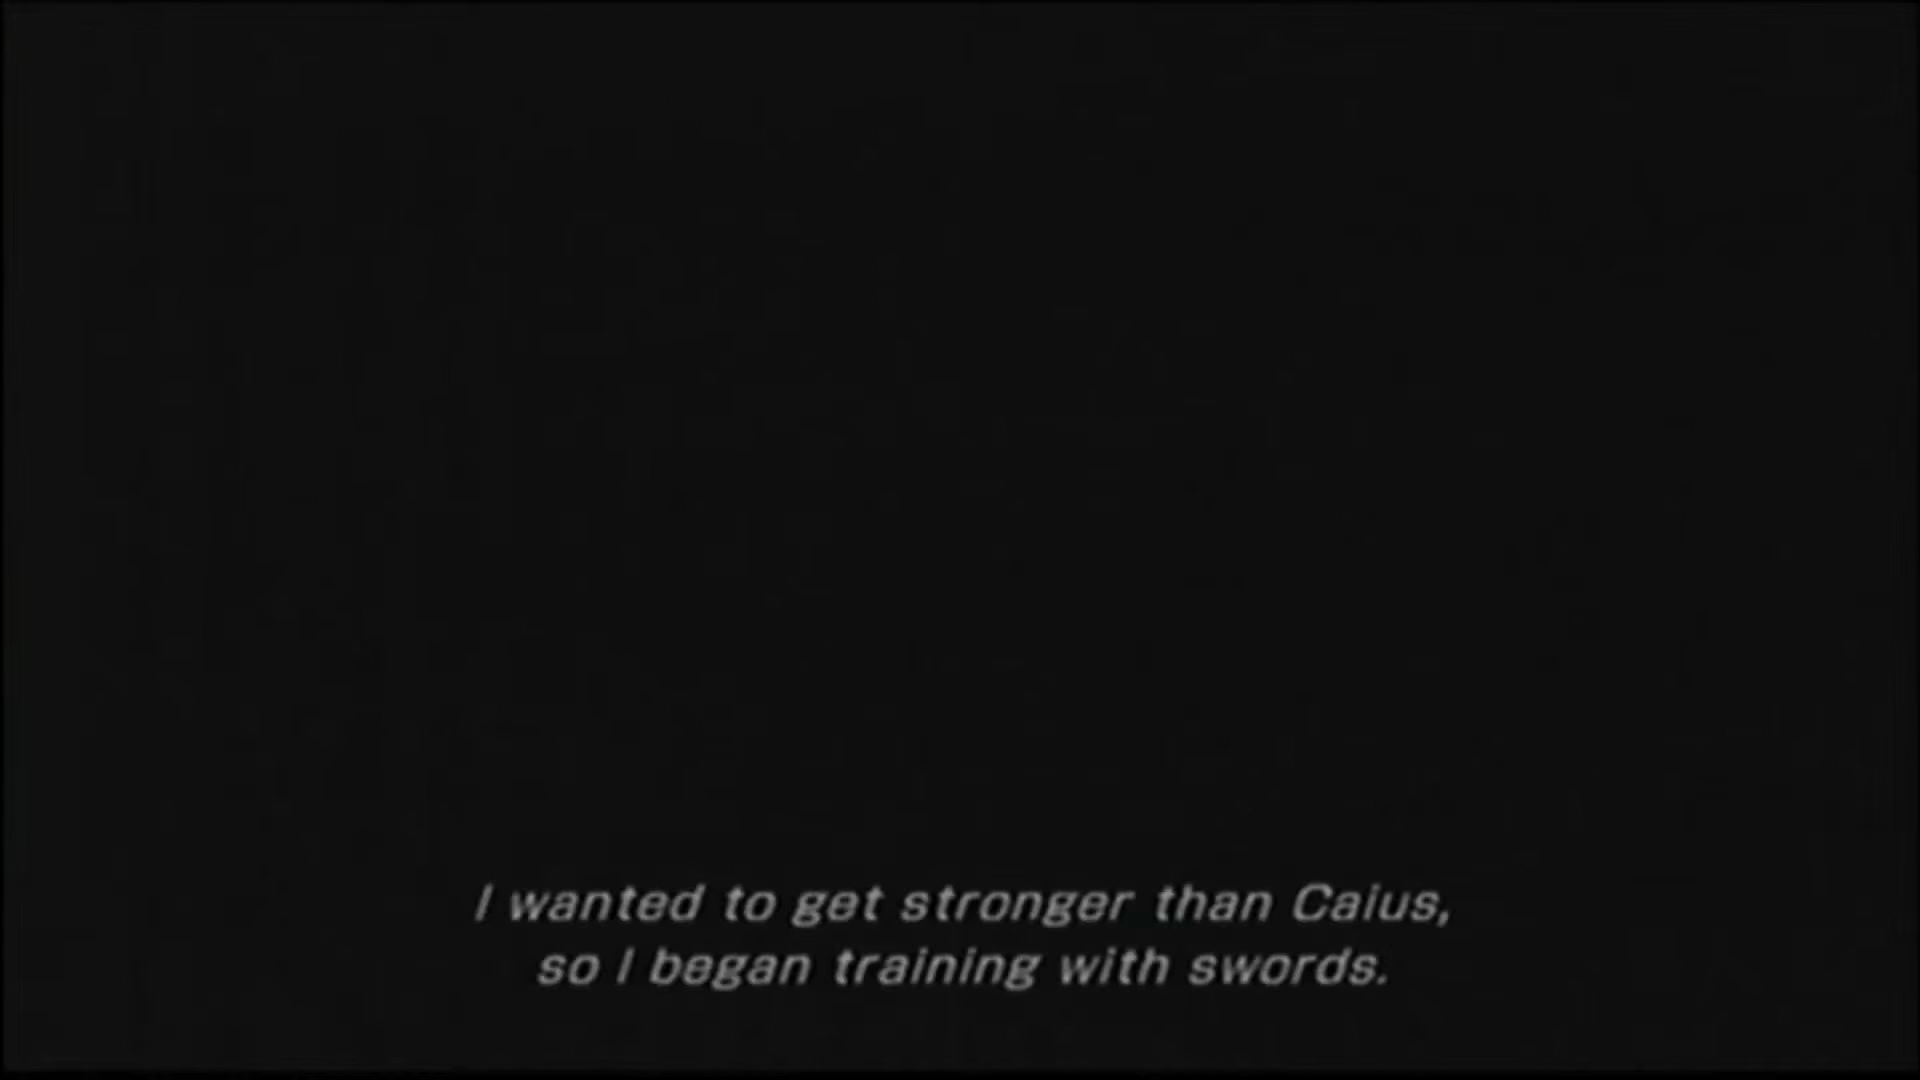 I wanted to get stronger than Caius,
so I began training with swords.